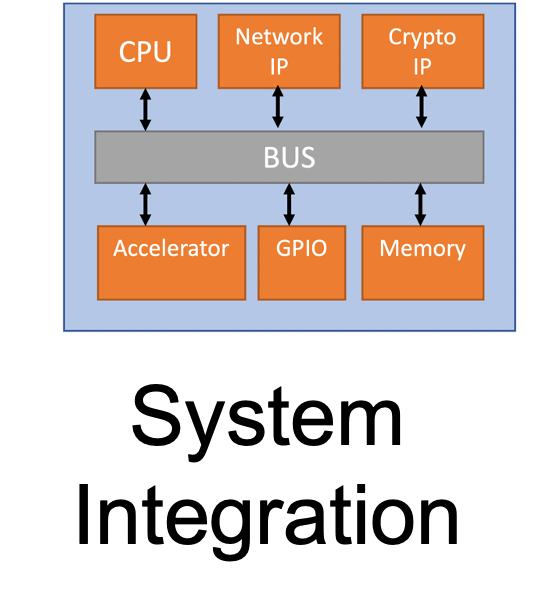 CPU
Network
IP
Crypto
IP
BUS
Accelerator
GPIO
Memory
System
Integration